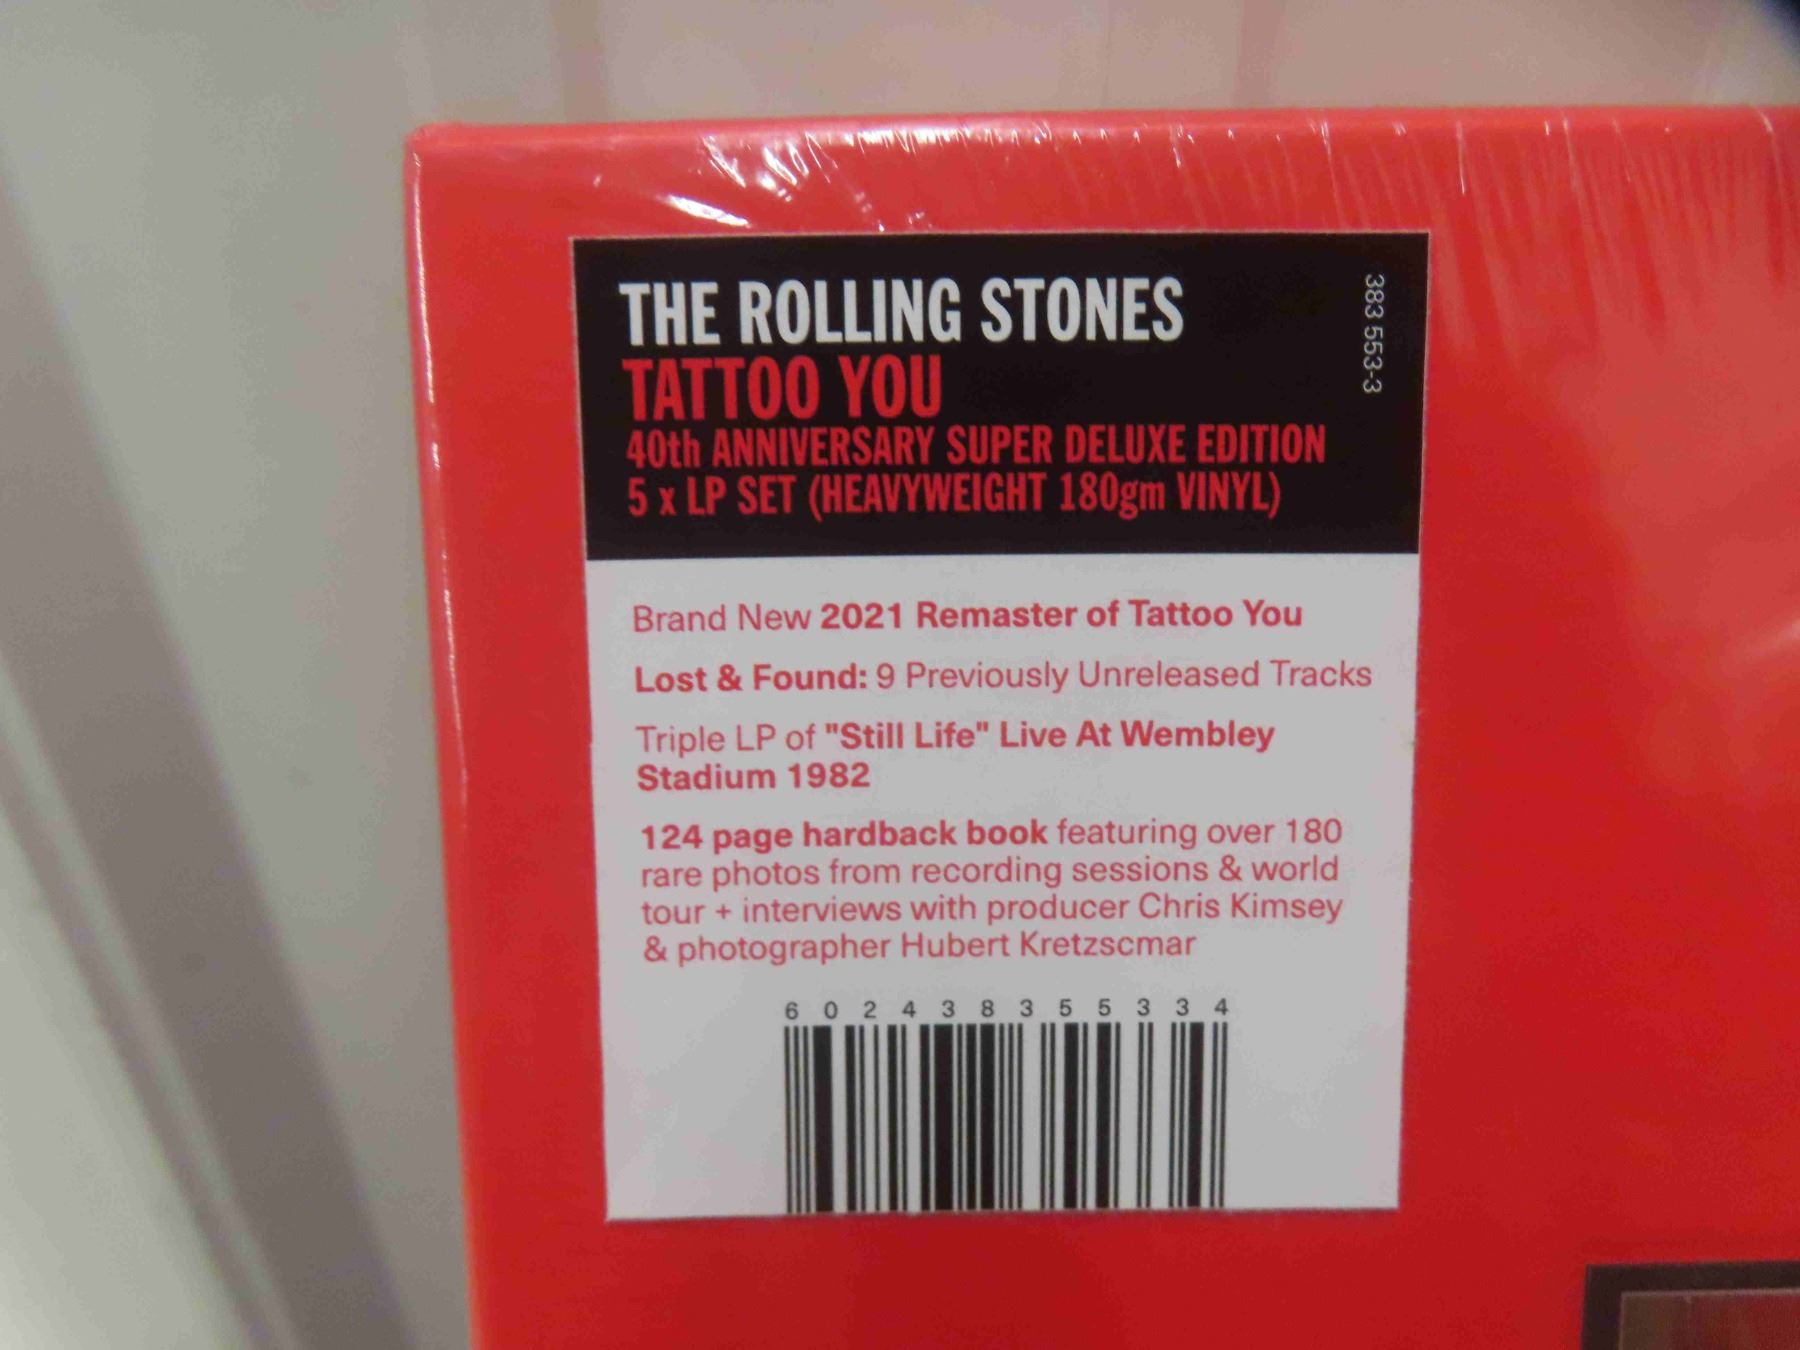 THE ROLLING STONES
TATTOO YOU
40th ANNIVERSARY SUPER DELUXE EDITION
5 x LP SET (HEAVYWEIGHT 180gm VINYL)
383 553-3
Brand New 2021 Remaster of Tattoo You
Lost & Found: 9 Previously Unreleased Tracks
Triple LP of "Still Life" Live At Wembley
Stadium 1982
124 page hardback book featuring over 180
rare photos from recording sessions & world
tour + interviews with producer Chris Kimsey
& photographer Hubert Kretzscmar
6 0 2 4 3 8 3 5 5 3 3 4